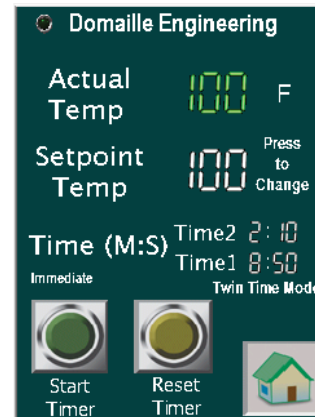 Domaille Engineering
Actual
Temp
100 F
Setpoint
Temp
100
Press
to
Change
Time (M:S)
Time2 2:10
Time1 8:50
Immediate
Twin Time Mode
Start
Timer
Reset
Timer